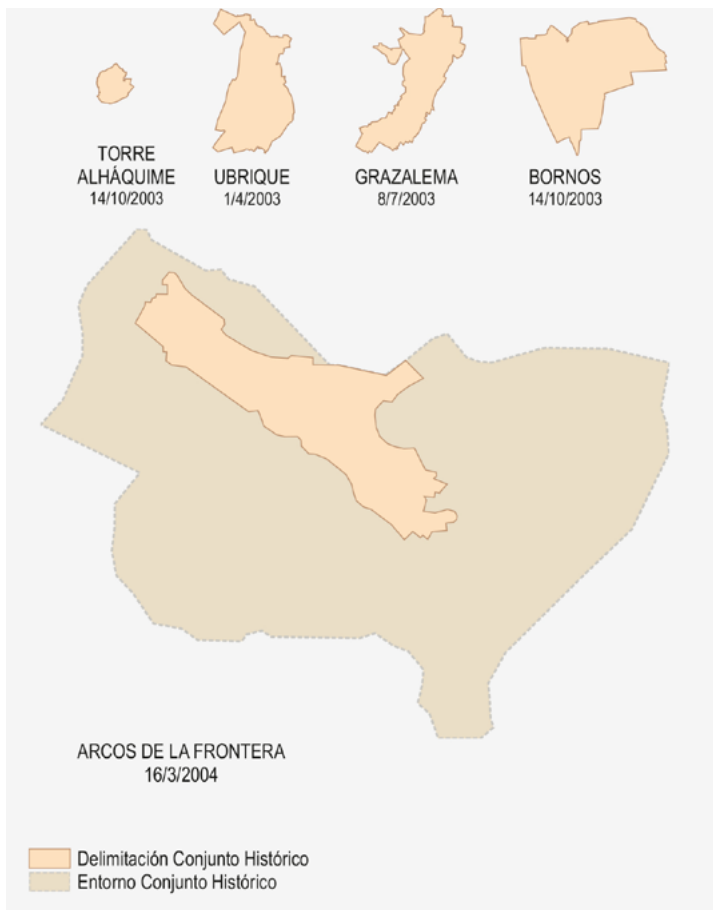 TORRE
ALHÁQUIME
14/10/2003
UBRIQUE
1/4/2003
GRAZALEMA
8/7/2003
BORNOS
14/10/2003
ARCOS DE LA FRONTERA
16/3/2004
Delimitación Conjunto Histórico
Entorno Conjunto Histórico